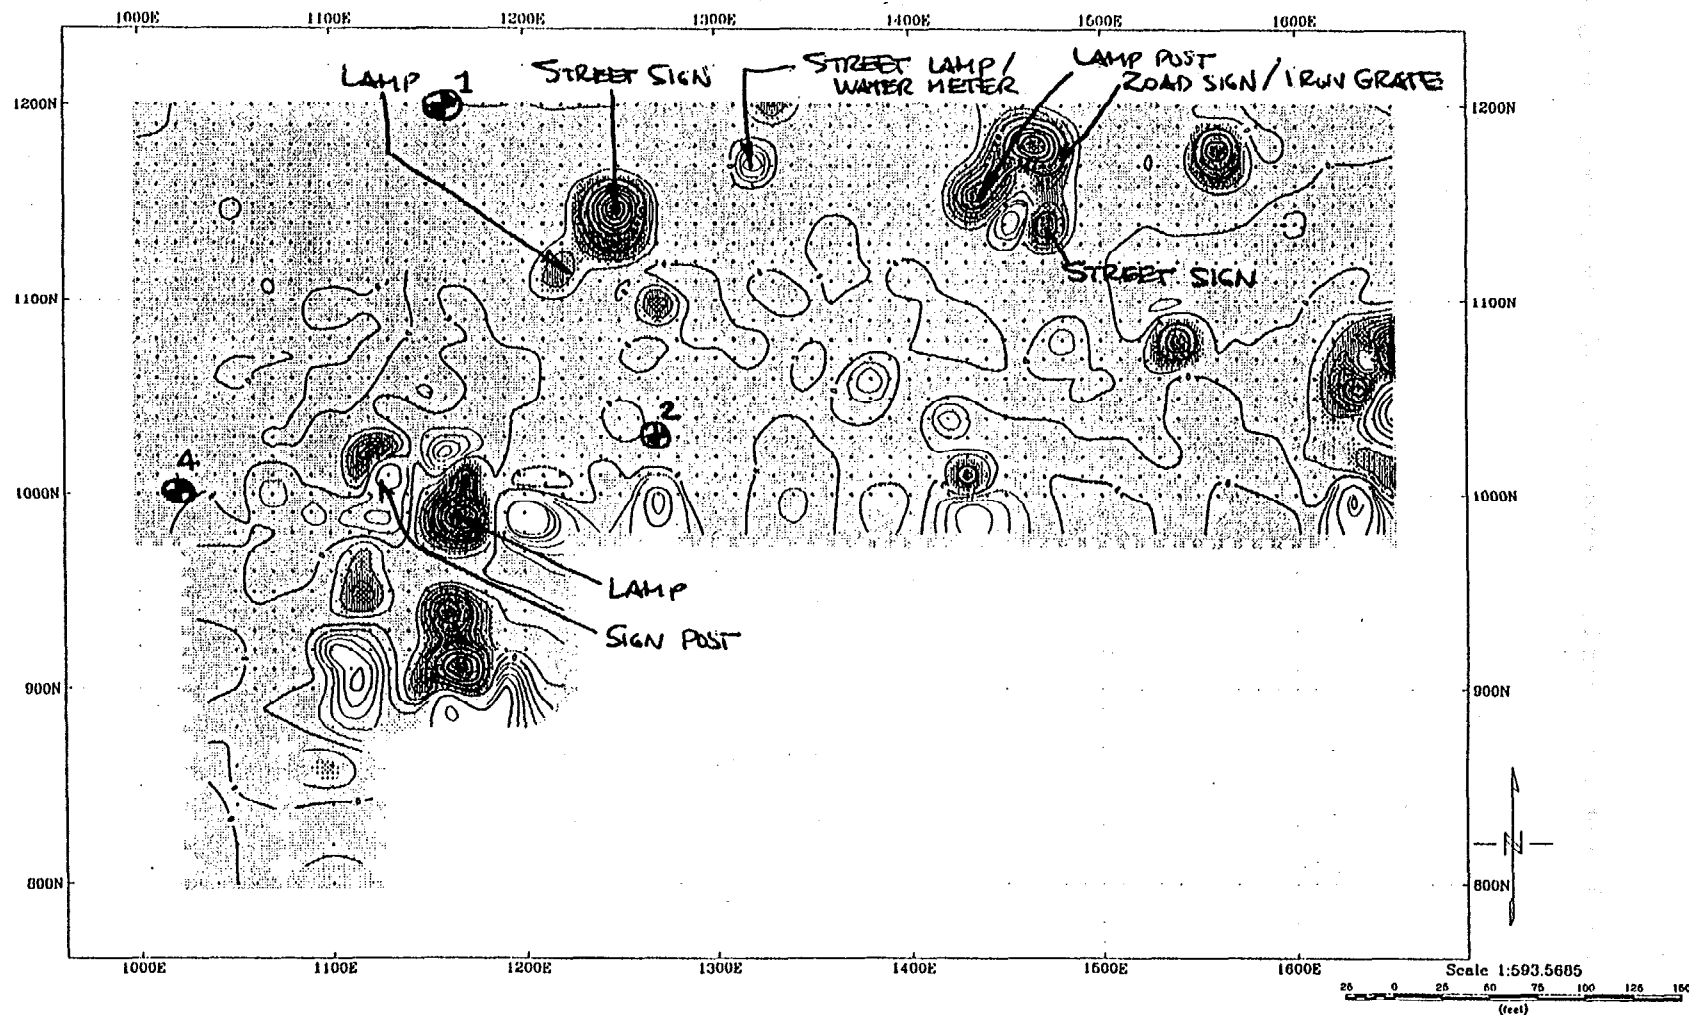 1000E 1100E 1200E 1300E 1400E 1500E 1600E
LAMP
1
STREET SIGN
STREET LAMP/
WATER METER
LAMP POST
ROAD SIGN/IRON GRATE
1200N
1200N
STREET SIGN
1100N
1100N
2
4
1000N
1000N
LAMP
SIGN POST
900N
900N
800N
800N
N
1000E 1100E 1200E 1300E 1400E 1500E 1600E
Scale 1:593.5685
25 0 25 50 75 100 125 150
(feet)